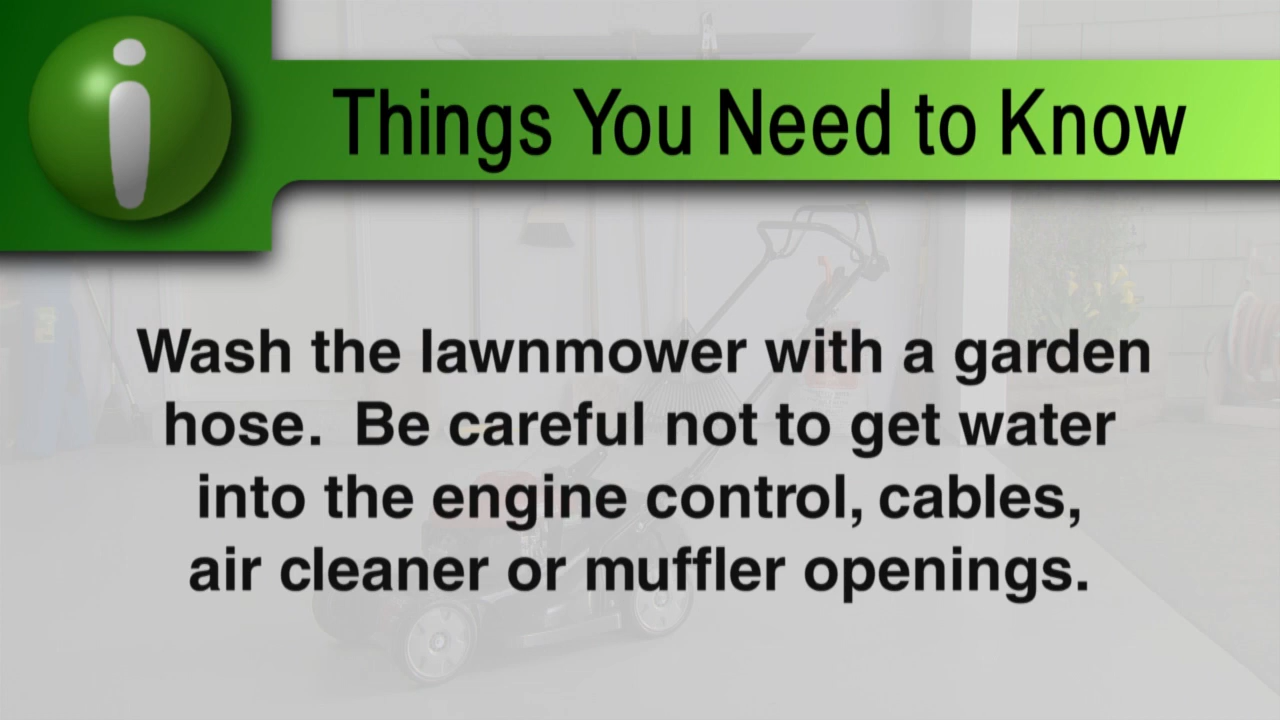 Things You Need to Know
Wash the lawnmower with a garden
hose.  Be careful not to get water
into the engine control, cables,
air cleaner or muffler openings.